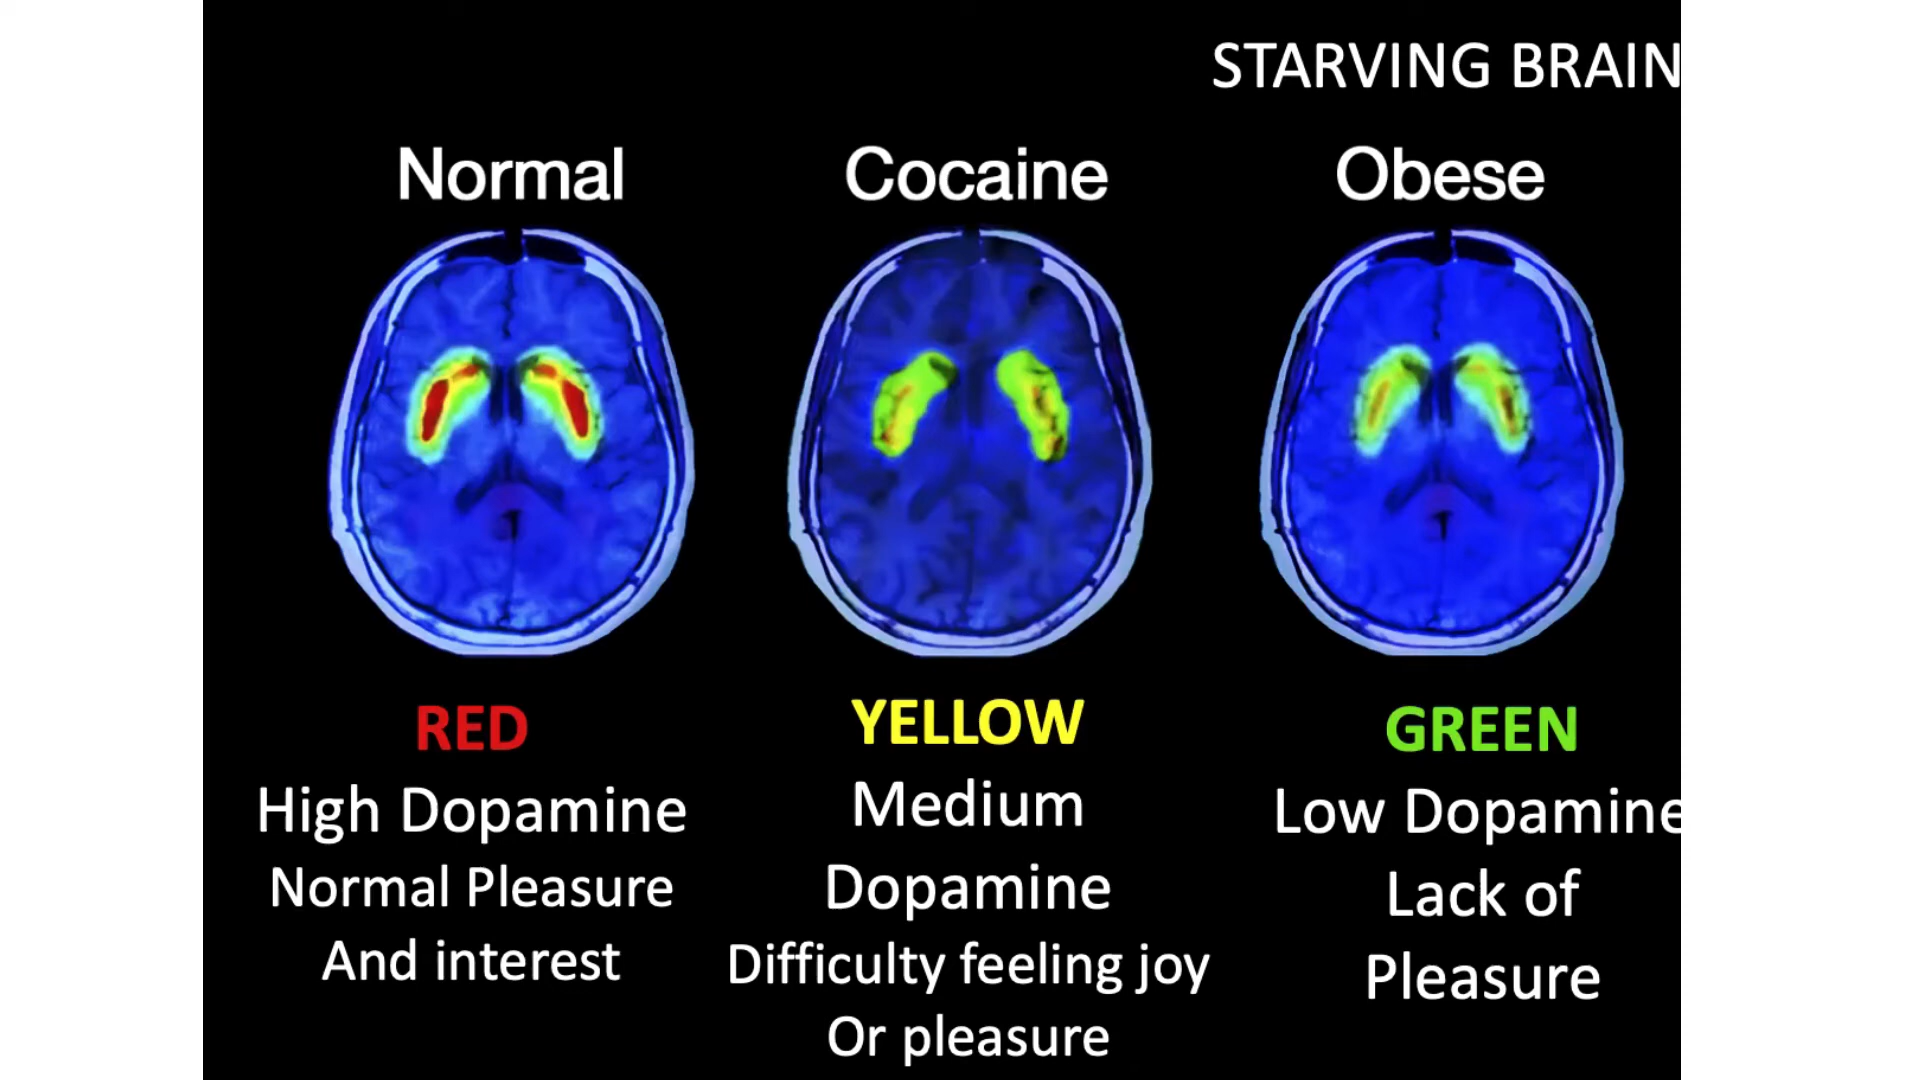 STARVING BRAIN
Normal
Cocaine
Obese
RED
High Dopamine
Normal Pleasure
And interest
YELLOW
Medium
Dopamine
Difficulty feeling joy
Or pleasure
GREEN
Low Dopamine
Lack of
Pleasure